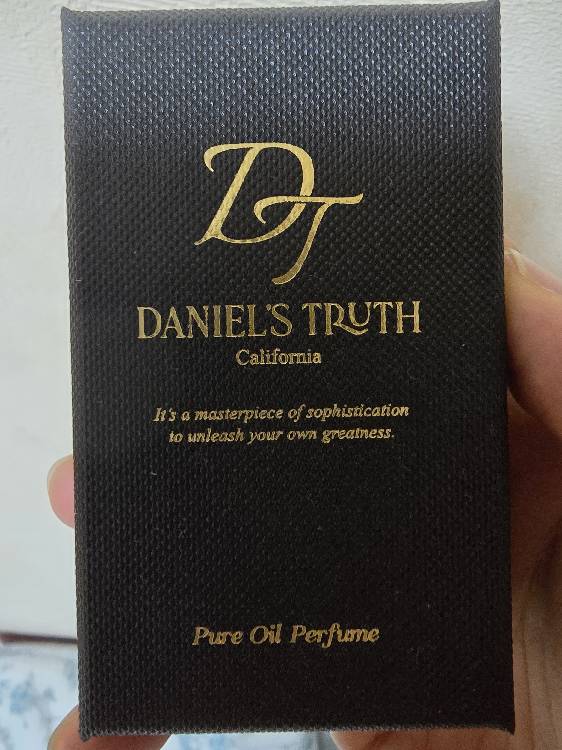 DT
DANIEL'S TRUTH
California
It's a masterpiece of sophistication
to unleash your own greatness.
Pure Oil Perfume